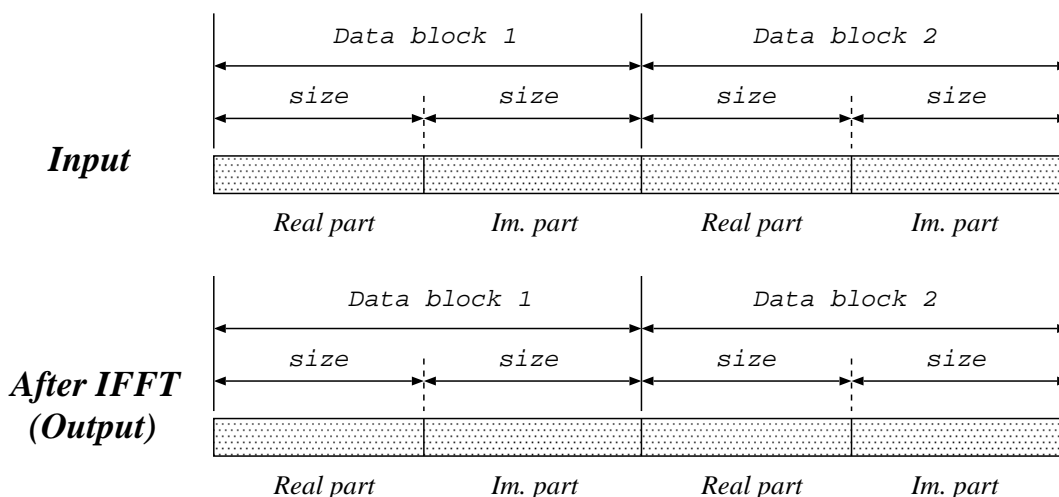 Data block 1 Data block 2
size size size size
Input
Real part Im. part Real part Im. part
Data block 1 Data block 2
size size size size
After IFFT
(Output)
Real part Im. part Real part Im. part